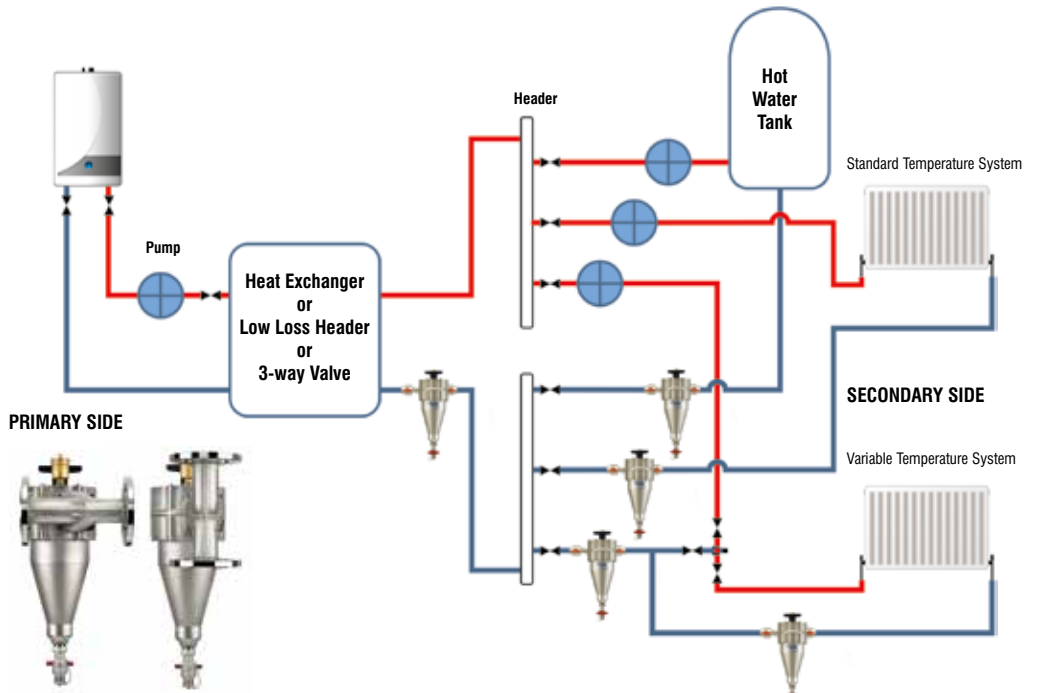 Hot
Water
Tank
Header
Standard Temperature System
Pump
Heat Exchanger
or
Low Loss Header
or
3-way Valve
SECONDARY SIDE
PRIMARY SIDE
Variable Temperature System